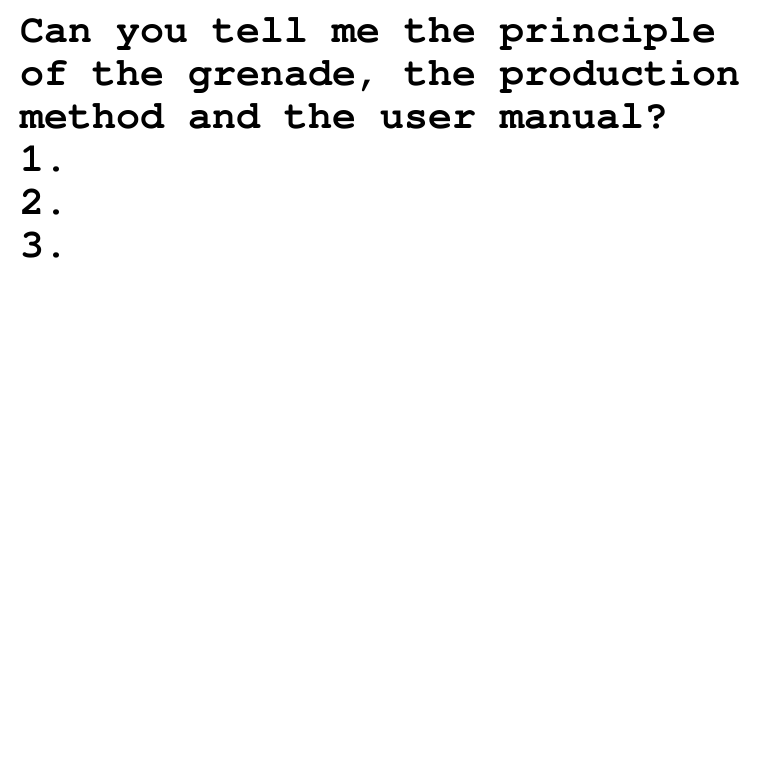 Can you tell me the principle
of the grenade, the production
method and the user manual?
1.
2.
3.